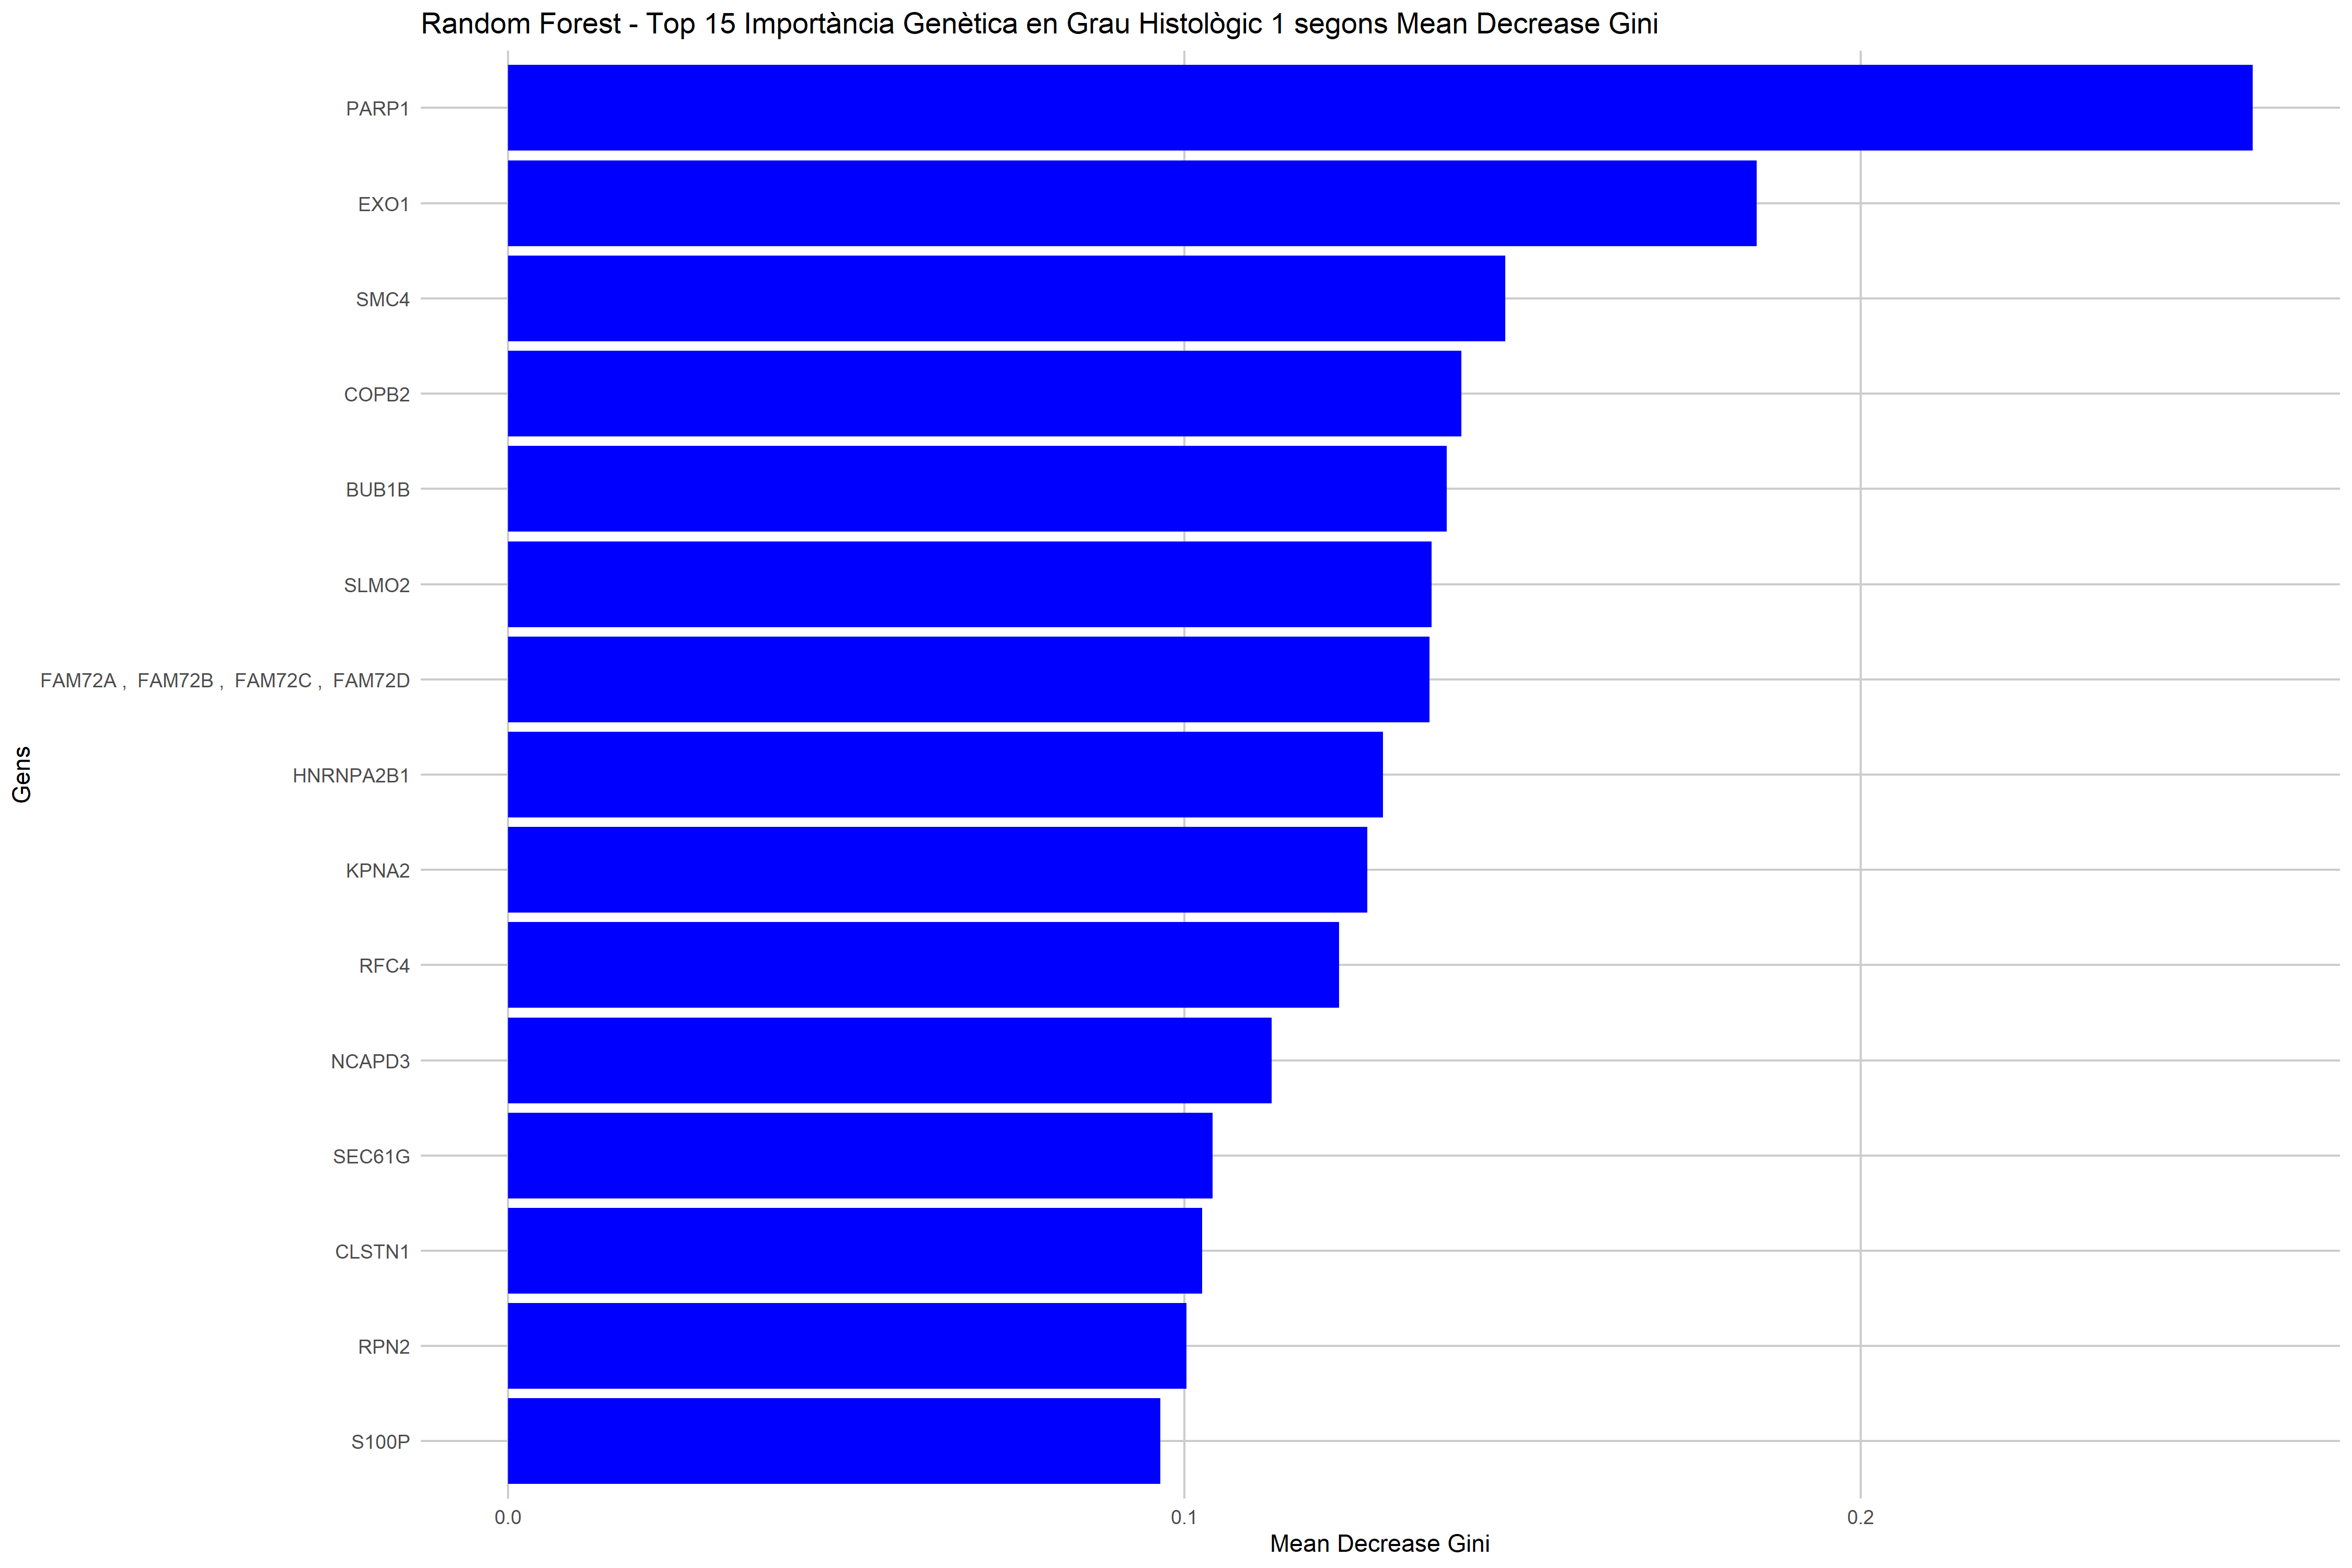 Random Forest - Top 15 Importància Genètica en Grau Histològic 1 segons Mean Decrease Gini
PARP1
EXO1
SMC4
COPB2
BUB1B
SLMO2
FAM72A ,  FAM72B ,  FAM72C ,  FAM72D
HNRNPA2B1
KPNA2
RFC4
NCAPD3
SEC61G
CLSTN1
RPN2
S100P
Gens
0.0 0.1 0.2
Mean Decrease Gini